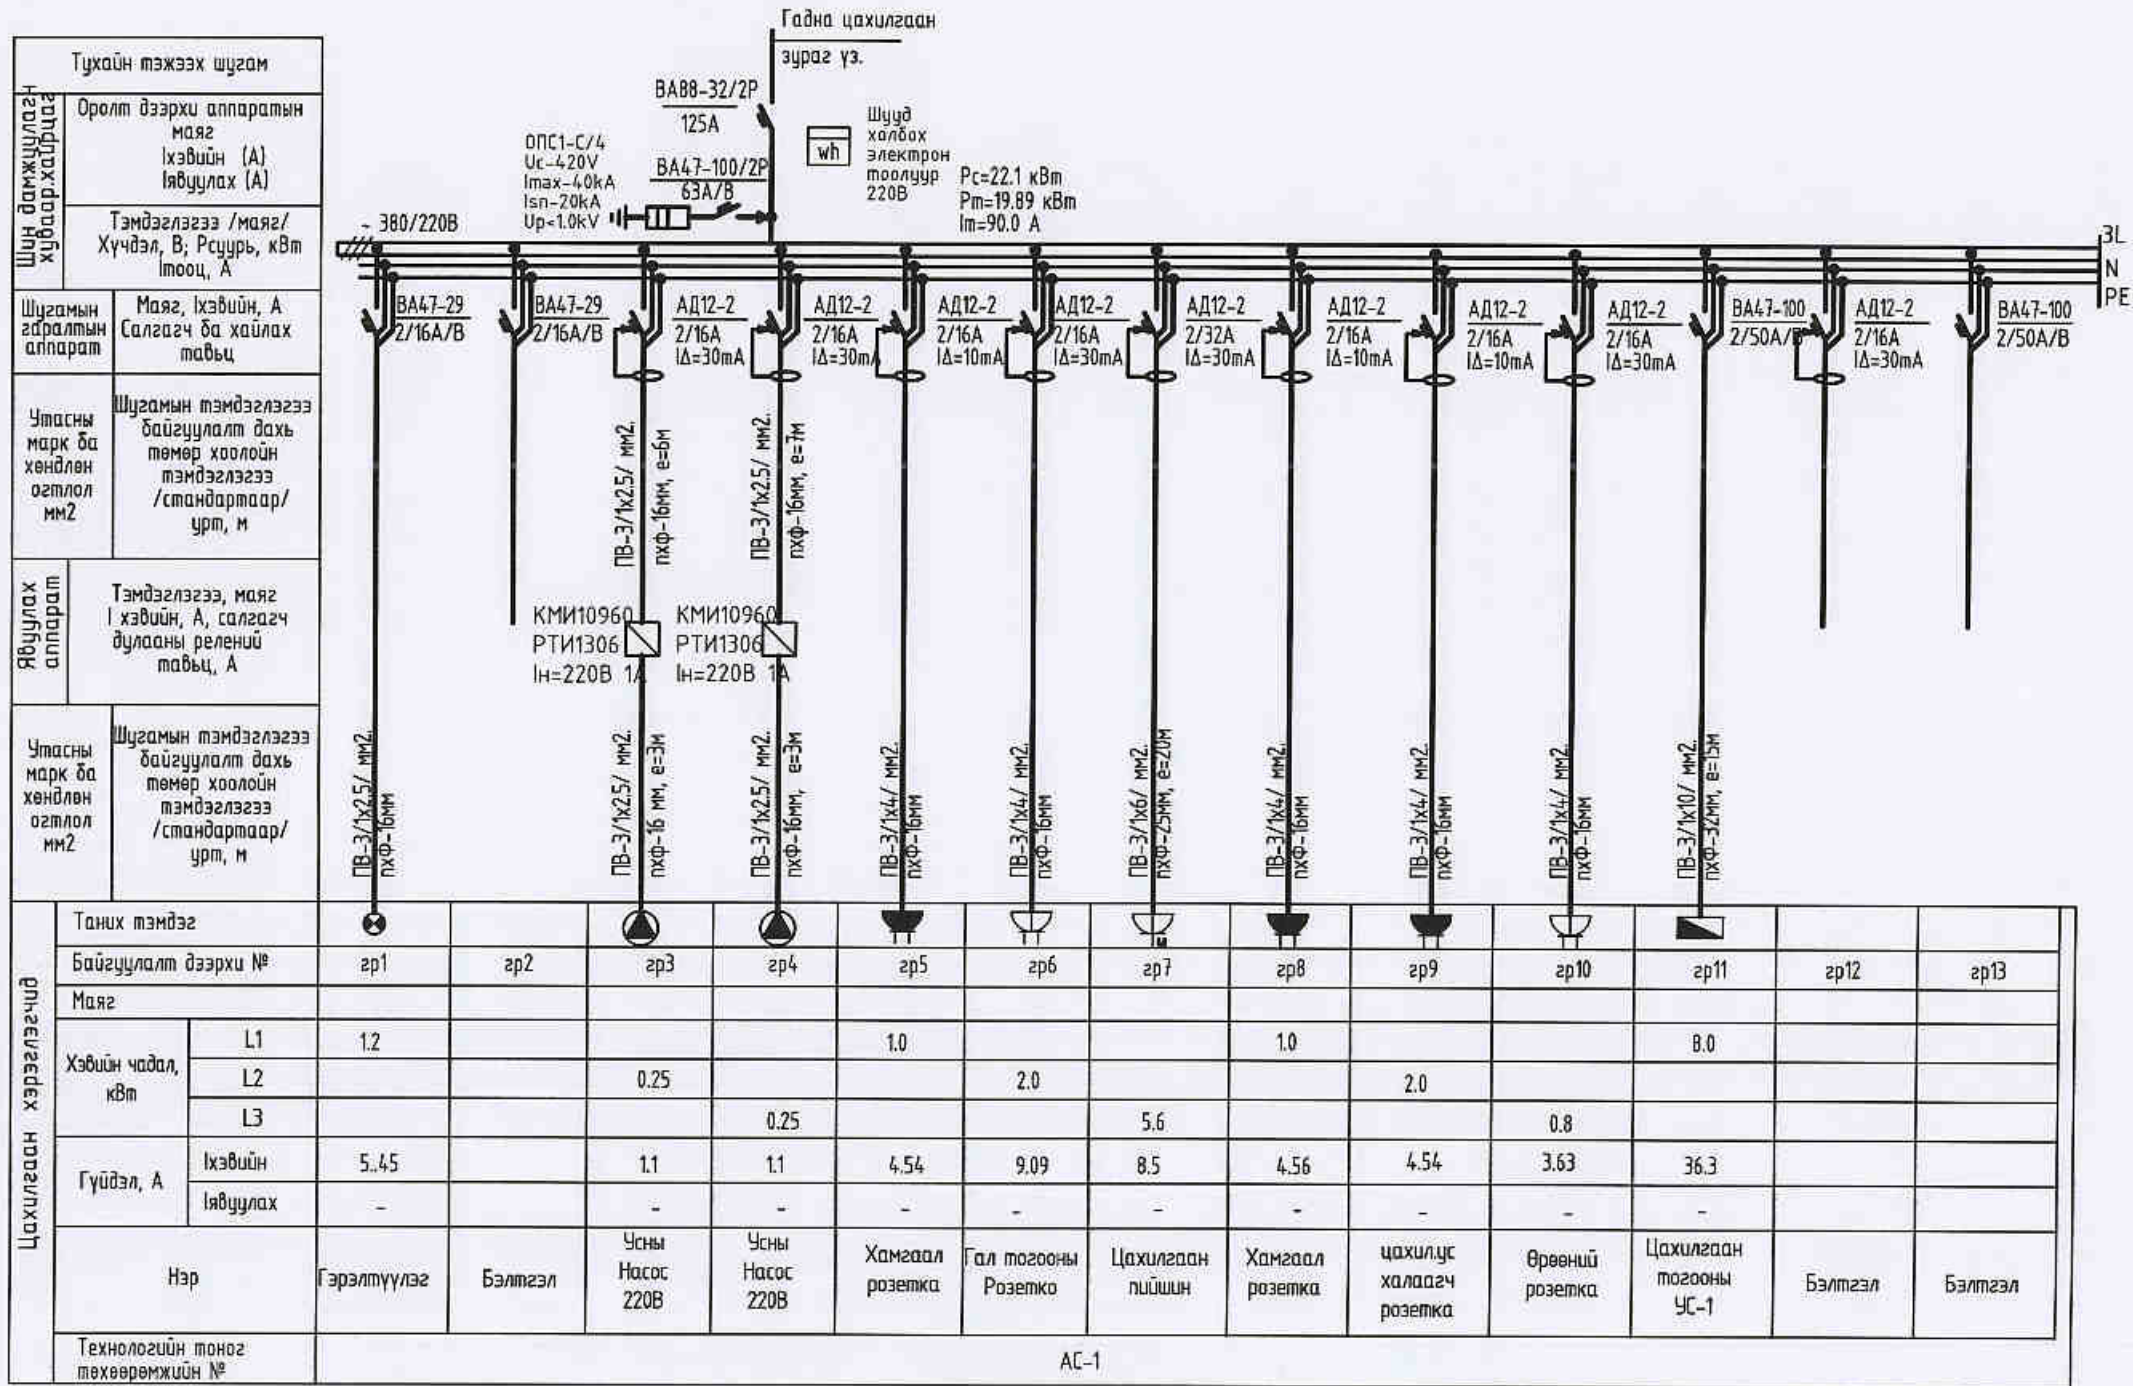 Гадна цахилгаан
зураг үз.
ВА88-32/2Р
125А
wh
Шууд
холбох
электрон
тоолуур
220В
ОПС1-С/4
Uc-420V
Imax-40kA
Isn-20kA
Up<1.0kV
ВА47-100/2Р
63А/В
Рс=22.1 кВт
Рт=19.89 кВт
Iт=90.0 А
~ 380/220В
3L
N
PE
Тухайн тэжээх шугам
Шин дамжуулагч
хуваар.хайрцаг
Оролт дээрхи аппаратын
маяг
Iхэвийн (А)
Iявуулах (А)
Тэмдэглэгээ /маяг/
Хүчдэл, В; Рсуурь, кВт
Iтооц, А
Шугамын
гаралтын
аппарат
Маяг, Iхэвийн, А
Салгагч ба хайлах
тавьц
ВА47-29
2/16А/В
ВА47-29
2/16А/В
АД12-2
2/16А
IΔ=30mA
АД12-2
2/16А
IΔ=30mA
АД12-2
2/16А
IΔ=10mA
АД12-2
2/16А
IΔ=30mA
АД12-2
2/32А
IΔ=30mA
АД12-2
2/16А
IΔ=10mA
АД12-2
2/16А
IΔ=10mA
АД12-2
2/16А
IΔ=30mA
ВА47-100
2/50А/В
АД12-2
2/16А
IΔ=30mA
ВА47-100
2/50А/В
Утасны
марк ба
хөндлөн
огтлол
мм2
Шугамын тэмдэглэгээ
байгуулалт дахь
төмөр хоолойн
тэмдэглэгээ
/стандартаар/
урт, м
ПВ-3/1х2.5/ мм2.
пхф-16мм, е=6м
ПВ-3/1х2.5/ мм2.
пхф-16мм, е=7м
Явуулах
аппарат
Тэмдэглэгээ, маяг
I хэвийн, А, салгагч
дулааны релений
тавьц, А
КМИ10960
РТИ1306
Iн=220В 1А
КМИ10960
РТИ1306
Iн=220В 1А
Утасны
марк ба
хөндлөн
огтлол
мм2
Шугамын тэмдэглэгээ
байгуулалт дахь
төмөр хоолойн
тэмдэглэгээ
/стандартаар/
урт, м
ПВ-3/1х2.5/ мм2.
пхф-16мм
ПВ-3/1х2.5/ мм2.
пхф-16 мм, е=3м
ПВ-3/1х2.5/ мм2.
пхф-16мм, е=3м
ПВ-3/1х4/ мм2.
пхф-16мм
ПВ-3/1х4/ мм2.
пхф-16мм
ПВ-3/1х6/ мм2.
пхф-25мм, е=20м
ПВ-3/1х4/ мм2.
пхф-16мм
ПВ-3/1х4/ мм2.
пхф-16мм
ПВ-3/1х4/ мм2.
пхф-16мм
ПВ-3/1х10/ мм2.
пхф-32мм, е=15м
Цахилгаан хэрэглэгчид
Таних тэмдэг
Байгуулалт дээрхи № гр1 гр2 гр3 гр4 гр5 гр6 гр7 гр8 гр9 гр10 гр11 гр12 гр13
Маяг
Хэвийн чадал,
кВт
L1 1.2 1.0 1.0 8.0
L2 0.25 2.0 2.0
L3 0.25 5.6 0.8
Гүйдэл, А
Iхэвийн 5..45 1.1 1.1 4.54 9.09 8.5 4.56 4.54 3.63 36.3
Iявуулах - - - - - - - - - -
Нэр
Гэрэлтүүлэг
Бэлтгэл
Усны
Насос
220В
Усны
Насос
220В
Хамгаал
розетка
Гал тогооны
Розетко
Цахилгаан
пийшин
Хамгаал
розетка
цахил.ус
халаагч
розетка
Өрөөний
розетка
Цахилгаан
тогооны
УС-1
Бэлтгэл
Бэлтгэл
Технологийн тоног
төхөөрөмжийн №
АС-1